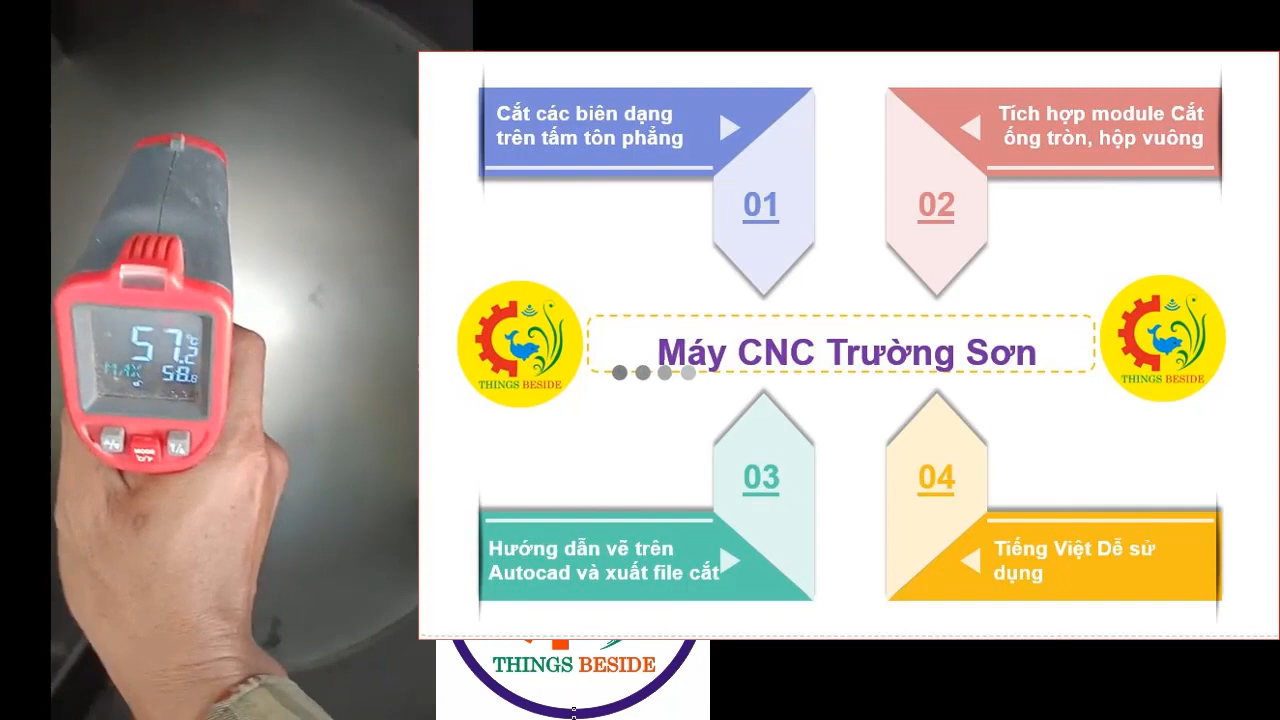 Cắt các biên dạng
trên tấm tôn phẳng
01
Tích hợp module Cắt
ống tròn, hộp vuông
02
57.2
°C
MAX 58.8
MODE
THINGS BESIDE
Máy CNC Trường Sơn
THINGS BESIDE
03
Hướng dẫn vẽ trên
Autocad và xuất file cắt
04
Tiếng Việt Dễ sử
dụng
THINGS BESIDE